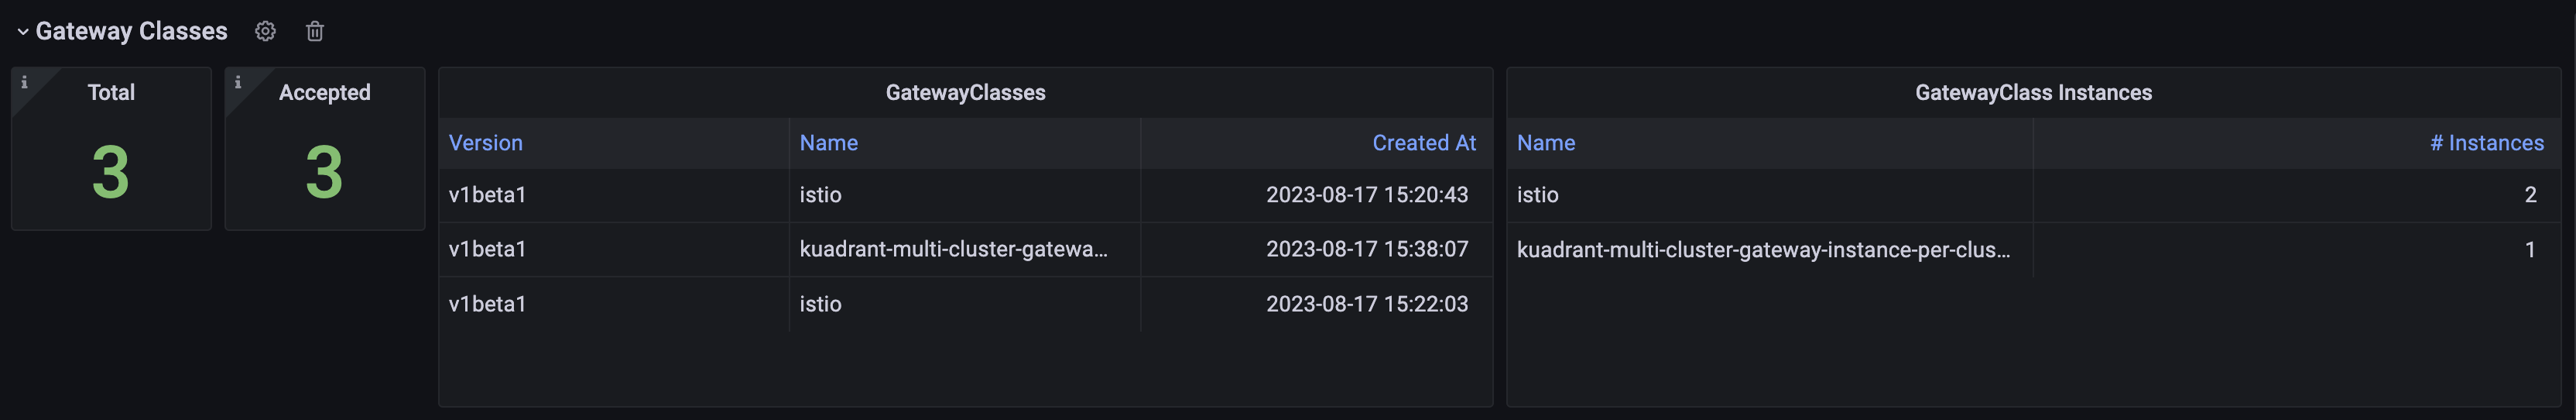 Gateway Classes
Total
3
Accepted
3
GatewayClasses
Version Name Created At
v1beta1 istio 2023-08-17 15:20:43
v1beta1 kuadrant-multi-cluster-gatewa... 2023-08-17 15:38:07
v1beta1 istio 2023-08-17 15:22:03
GatewayClass Instances
Name # Instances
istio 2
kuadrant-multi-cluster-gateway-instance-per-clus... 1